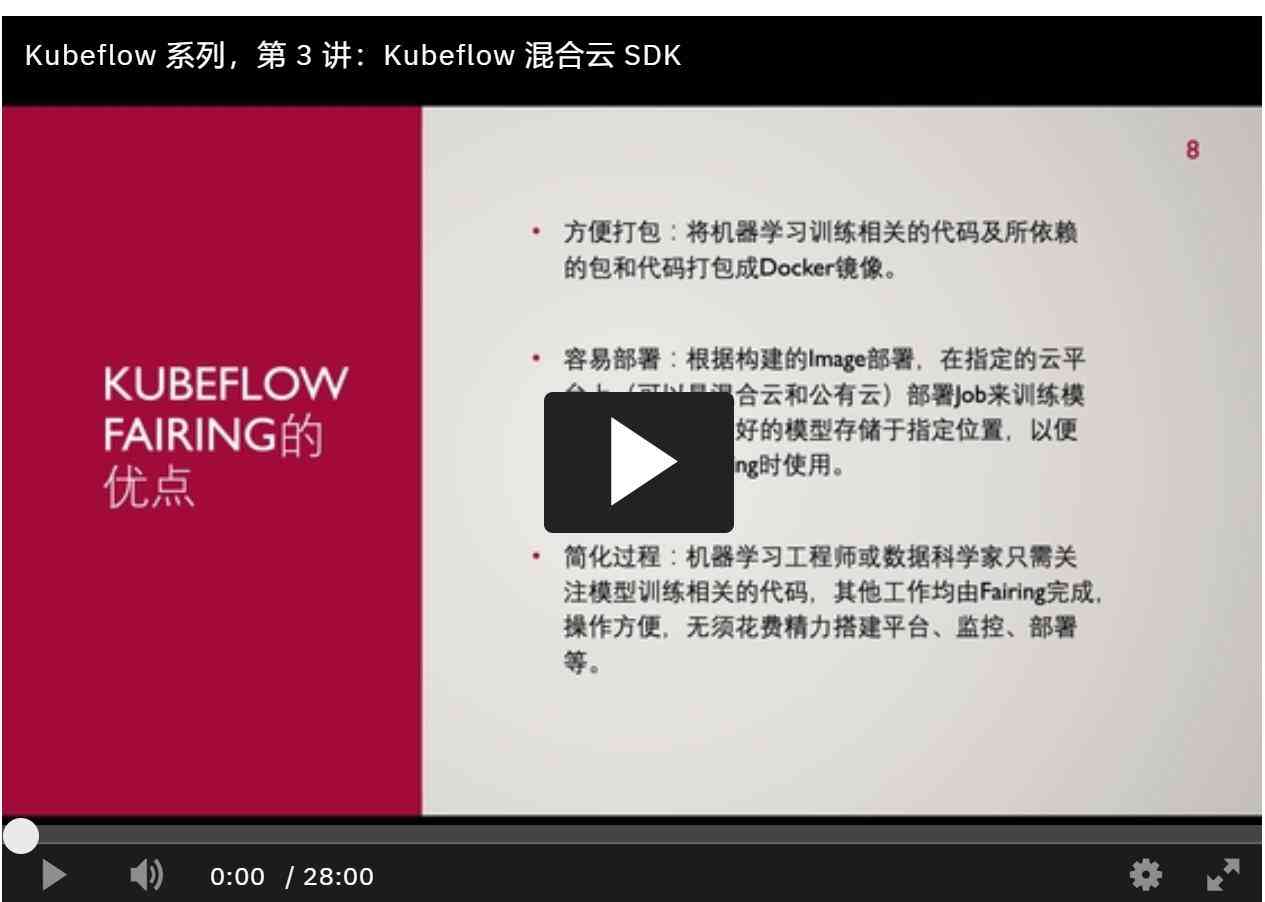 Kubeflow 系列，第 3 讲：Kubeflow 混合云 SDK
8
KUBEFLOW
FAIRING的
优点
• 方便打包：将机器学习训练相关的代码及所依赖
的包和代码打包成Docker镜像。
• 容易部署：根据构建的Image部署，在指定的云平
合云和公有云）部署Job来训练模
好的模型存储于指定位置，以便
ng时使用。
• 简化过程：机器学习工程师或数据科学家只需关
注模型训练相关的代码，其他工作均由Fairing完成，
操作方便，无须花费精力搭建平台、监控、部署
等。
0:00 / 28:00